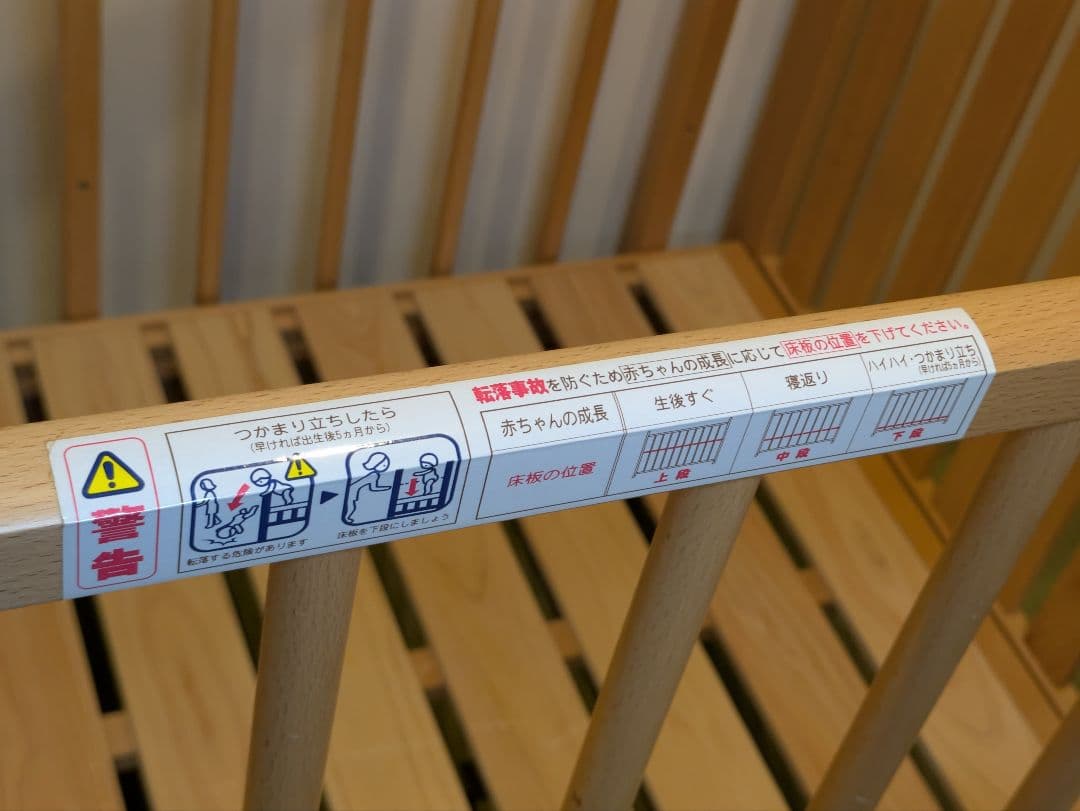 警告
つかまり立ちしたら
(早ければ出生後5ヵ月から)
転落する危険があります
床板を下段にしましょう
転落事故を防ぐため赤ちゃんの成長に応じて床板の位置を下げてください。
赤ちゃんの成長
生後すぐ
寝返り
ハイハイ・つかまり立ち
(早ければ5ヵ月から)
床板の位置
上段
中段
下段